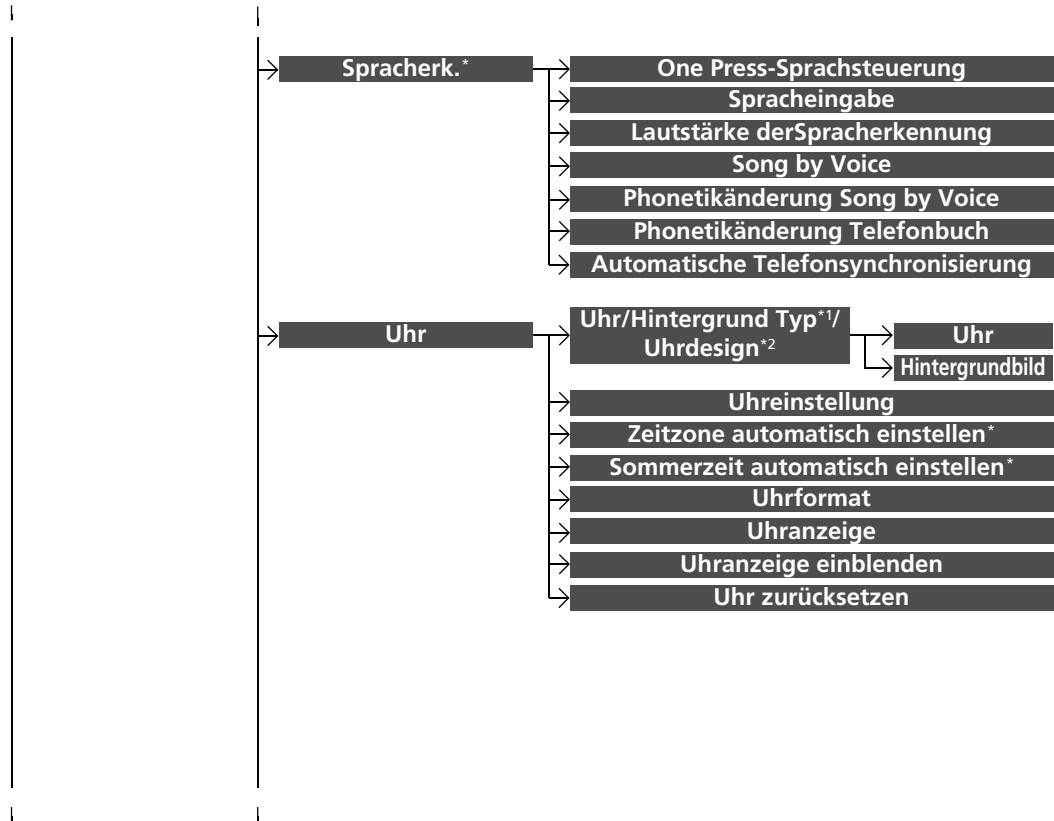 Spracherk.*
One Press-Sprachsteuerung
Spracheingabe
Lautstärke derSpracherkennung
Song by Voice
Phonetikänderung Song by Voice
Phonetikänderung Telefonbuch
Automatische Telefonsynchronisierung
Uhr
Uhr/Hintergrund Typ*1/
Uhrdesign*2
Uhr
Hintergrundbild
Uhreinstellung
Zeitzone automatisch einstellen*
Sommerzeit automatisch einstellen*
Uhrformat
Uhranzeige
Uhranzeige einblenden
Uhr zurücksetzen